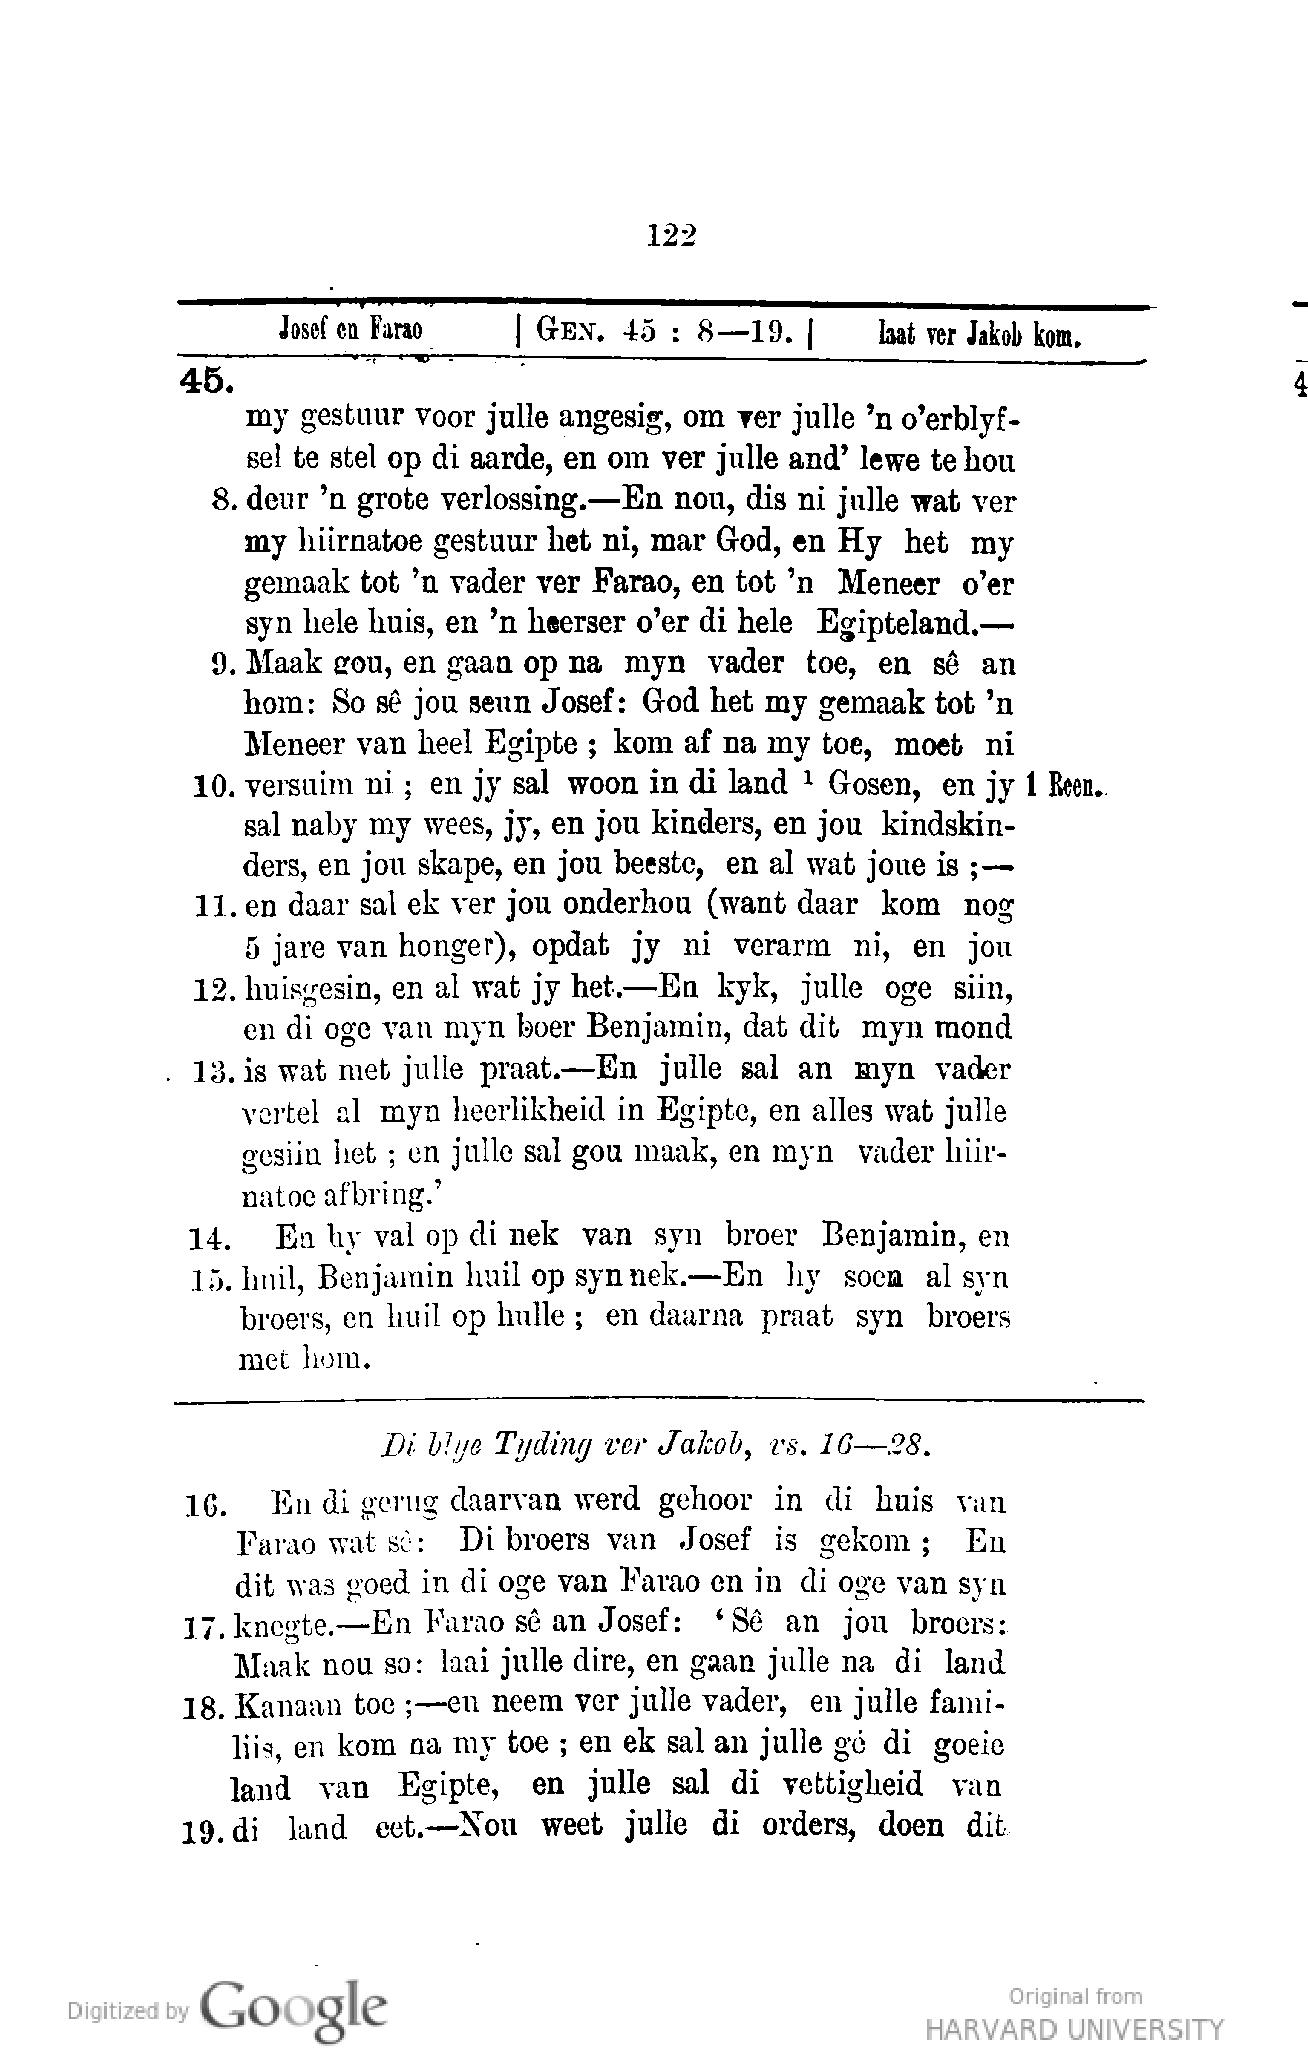 122
Josef en Farao | GEN. 45 : 8—19. | laat ver Jakob kom.
45.
4
my gestuur voor julle angesig, om ver julle ’n o’erblyf-
sel te stel op di aarde, en om ver julle and’ lewe te hou
8. deur ’n grote verlossing.—En nou, dis ni julle wat ver
my hiirnatoe gestuur het ni, mar God, en Hy het my
gemaak tot ’n vader ver Farao, en tot ’n Meneer o’er
syn hele huis, en ’n heerser o’er di hele Egipteland.—
9. Maak gou, en gaan op na myn vader toe, en sê an
hom: So sê jou seun Josef: God het my gemaak tot ’n
Meneer van heel Egipte ; kom af na my toe, moet ni
10. versuim ni ; en jy sal woon in di land ¹ Gosen, en jy 1 Reen.
sal naby my wees, jy, en jou kinders, en jou kindskin-
ders, en jou skape, en jou beeste, en al wat joue is ;—
11. en daar sal ek ver jou onderhou (want daar kom nog
5 jare van honger), opdat jy ni verarm ni, en jou
12. huisgesin, en al wat jy het.—En kyk, julle oge siin,
en di oge van myn boer Benjamin, dat dit myn mond
13. is wat met julle praat.—En julle sal an myn vader
vertel al myn heerlikheid in Egipte, en alles wat julle
gesiin het ; en julle sal gou maak, en myn vader hiir-
natoe afbring.’
14. En hy val op di nek van syn broer Benjamin, en
15. huil, Benjamin huil op syn nek.—En hy soen al syn
broers, en huil op hulle ; en daarna praat syn broers
met hom.
Di blye Tyding ver Jakob, vs. 16—28.
16. En di gerug daarvan werd gehoor in di huis van
Farao wat sê: Di broers van Josef is gekom ; En
dit was goed in di oge van Farao en in di oge van syn
17. knegte.—En Farao sê an Josef: ‘ Sê an jou broers:
Maak nou so: laai julle dire, en gaan julle na di land
18. Kanaan toe ;—en neem ver julle vader, en julle fami-
liis, en kom na my toe ; en ek sal an julle gé di goeie
land van Egipte, en julle sal di vettigheid van
19. di land eet.—Nou weet julle di orders, doen dit
Digitized by Google
Original from
HARVARD UNIVERSITY